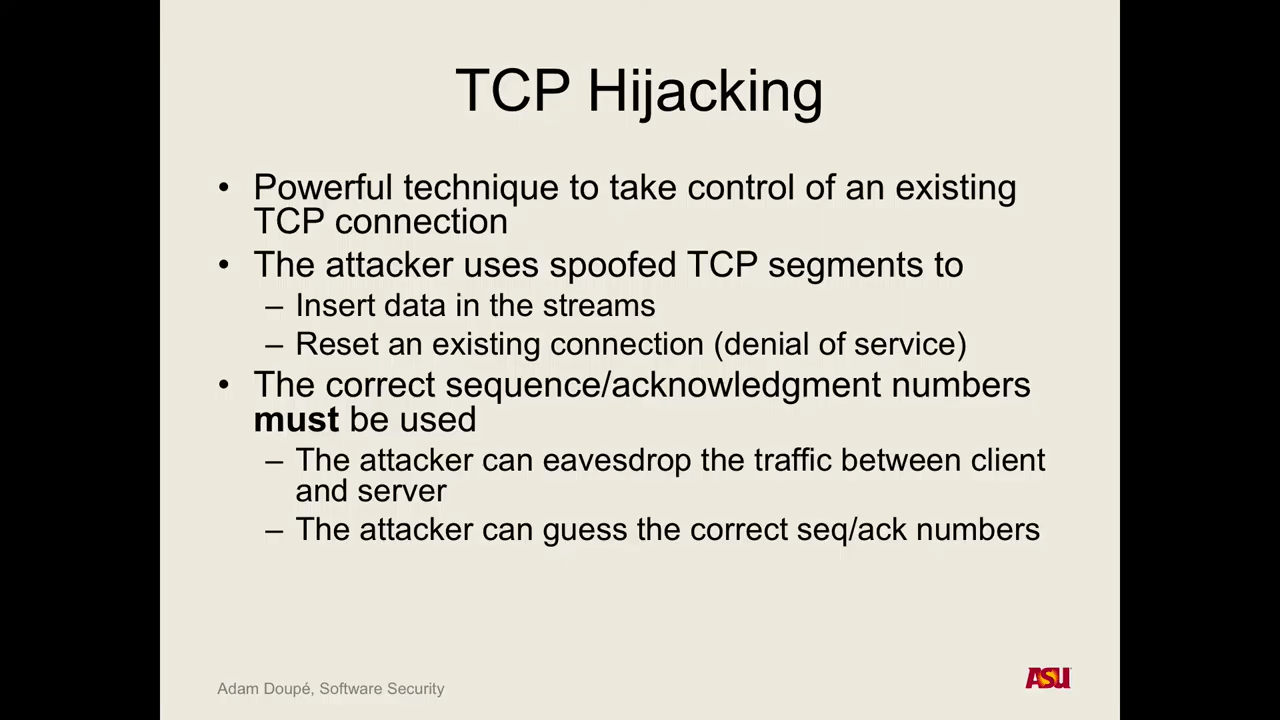 TCP Hijacking
• Powerful technique to take control of an existing
TCP connection
• The attacker uses spoofed TCP segments to
– Insert data in the streams
– Reset an existing connection (denial of service)
• The correct sequence/acknowledgment numbers
must be used
– The attacker can eavesdrop the traffic between client
and server
– The attacker can guess the correct seq/ack numbers
Adam Doupé, Software Security
ASU